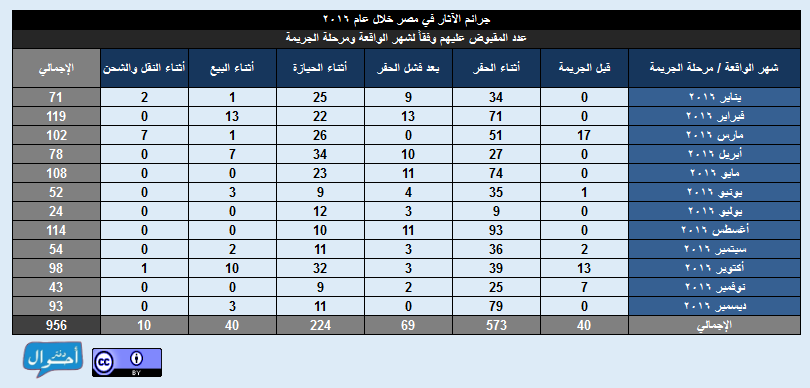 جرائم الآثار في مصر خلال عام ٢٠١٦
عدد المقبوض عليهم وفقاً لشهر الواقعة ومرحلة الجريمة
شهر الواقعة / مرحلة الجريمة قبل الجريمة أثناء الحفر بعد فشل الحفر أثناء الحيازة أثناء البيع أثناء النقل والشحن الإجمالي
يناير ٢٠١٦ 0 34 9 25 1 2 71
فبراير ٢٠١٦ 0 71 13 22 13 0 119
مارس ٢٠١٦ 17 51 0 26 1 7 102
أبريل ٢٠١٦ 0 27 10 34 7 0 78
مايو ٢٠١٦ 0 74 11 23 0 0 108
يونيو ٢٠١٦ 1 35 4 9 3 0 52
يوليو ٢٠١٦ 0 9 3 12 0 0 24
أغسطس ٢٠١٦ 0 93 11 10 0 0 114
سبتمبر ٢٠١٦ 2 36 3 11 2 0 54
أكتوبر ٢٠١٦ 13 39 3 32 10 1 98
نوفمبر ٢٠١٦ 7 25 2 9 0 0 43
ديسمبر ٢٠١٦ 0 79 0 11 3 0 93
الإجمالي 40 573 69 224 40 10 956
دفتر أحوال
cc BY